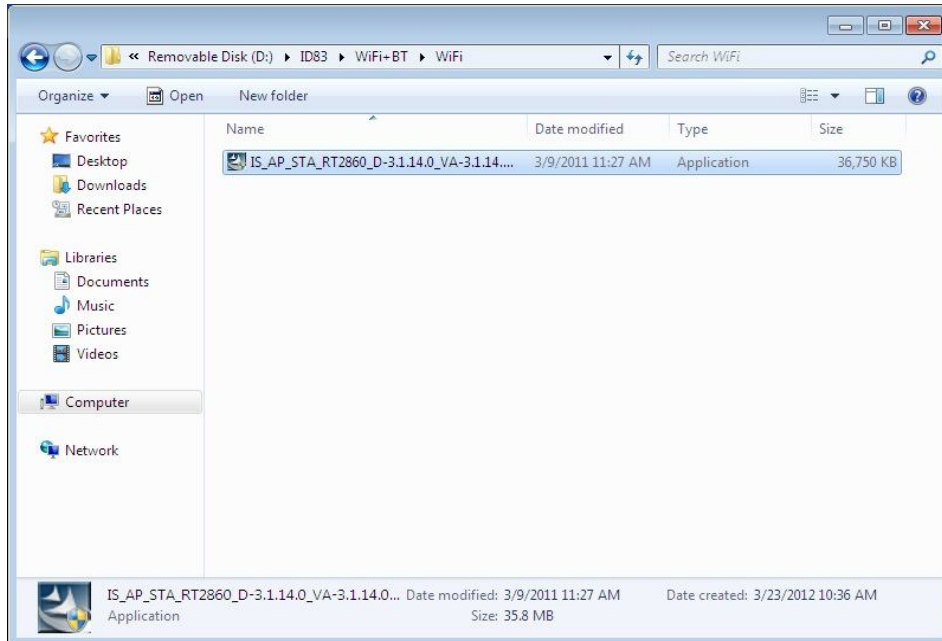 « Removable Disk (D:) ▸ ID83 ▸ WiFi+BT ▸ WiFi
Search WiFi
Organize Open New folder
Name Date modified Type Size
IS_AP_STA_RT2860_D-3.1.14.0_VA-3.1.14.... 3/9/2011 11:27 AM Application 36,750 KB
Favorites
Desktop
Downloads
Recent Places
Libraries
Documents
Music
Pictures
Videos
Computer
Network
IS_AP_STA_RT2860_D-3.1.14.0_VA-3.1.14.0... Date modified: 3/9/2011 11:27 AM Date created: 3/23/2012 10:36 AM
Application Size: 35.8 MB